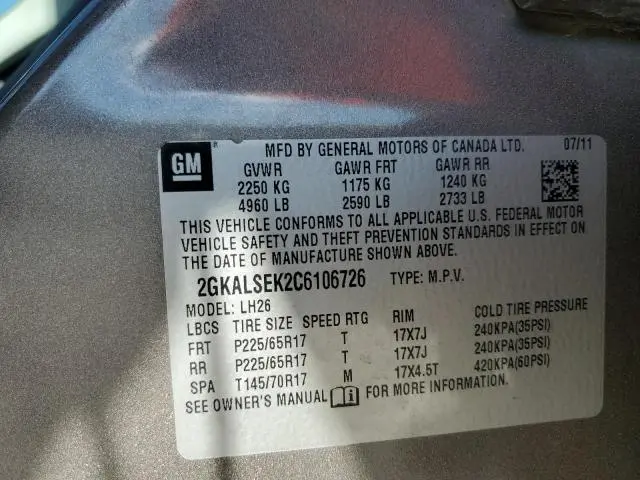 GM ® MFD BY GENERAL MOTORS OF CANADA LTD. 07/11
GVWR GAWR FRT GAWR RR
2250 KG 1175 KG 1240 KG
4960 LB 2590 LB 2733 LB
THIS VEHICLE CONFORMS TO ALL APPLICABLE U.S. FEDERAL MOTOR
VEHICLE SAFETY AND THEFT PREVENTION STANDARDS IN EFFECT ON
THE DATE OF MANUFACTURE SHOWN ABOVE.
2GKALSEK2C6106726 TYPE: M.P.V.
MODEL: LH26
LBCS TIRE SIZE SPEED RTG RIM COLD TIRE PRESSURE
FRT P225/65R17 T 17X7J 240KPA(35PSI)
RR P225/65R17 T 17X7J 240KPA(35PSI)
SPA T145/70R17 M 17X4.5T 420KPA(60PSI)
SEE OWNER'S MANUAL FOR MORE INFORMATION.